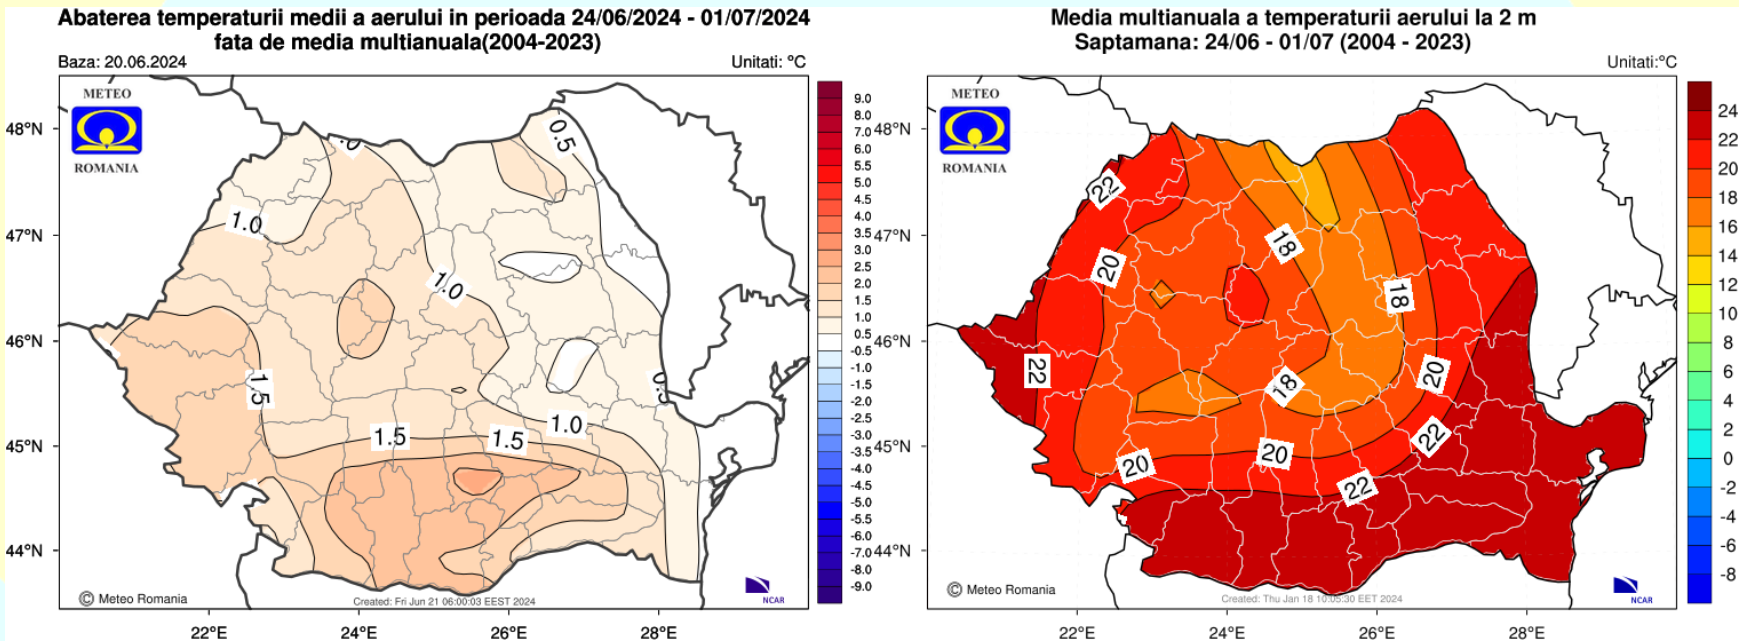 Abaterea temperaturii medii a aerului in perioada 24/06/2024 - 01/07/2024
fata de media multianuala(2004-2023)
Baza: 20.06.2024
Unitati: °C
METEO
ROMANIA
48°N
47°N
46°N
45°N
44°N
22°E
24°E
26°E
28°E
0.5
1.0
1.0
1.5
1.5
1.5
1.0
9.0
8.0
7.0
6.0
5.5
5.0
4.5
4.0
3.5
3.0
2.5
2.0
1.5
1.0
0.5
-0.5
-1.0
-1.5
-2.0
-2.5
-3.0
-3.5
-4.0
-4.5
-5.0
-5.5
-6.0
-7.0
-8.0
-9.0
© Meteo Romania
Created: Fri Jun 21 06:00:03 EEST 2024
NCAR
Media multianuala a temperaturii aerului la 2 m
Saptamana: 24/06 - 01/07 (2004 - 2023)
Unitati:°C
METEO
ROMANIA
48°N
47°N
46°N
45°N
44°N
22°E
24°E
26°E
28°E
22
18
20
18
22
20
18
22
20
20
22
24
22
20
18
16
14
12
10
8
6
4
2
0
-2
-4
-6
-8
© Meteo Romania
Created: Thu Jan 18 10:05:30 EET 2024
NCAR